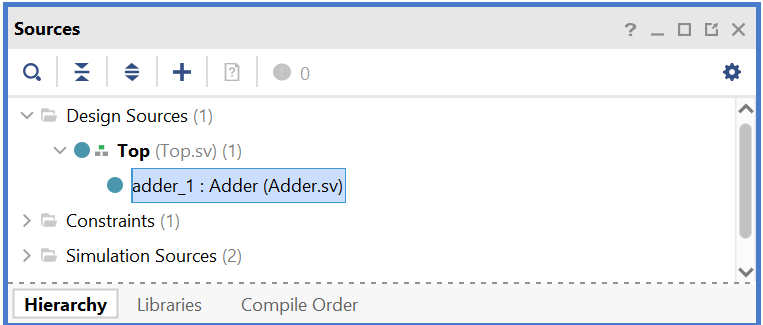 Sources
? 
0
Design Sources (1)
Top (Top.sv) (1)
adder_1 : Adder (Adder.sv)
Constraints (1)
Simulation Sources (2)
Hierarchy Libraries Compile Order